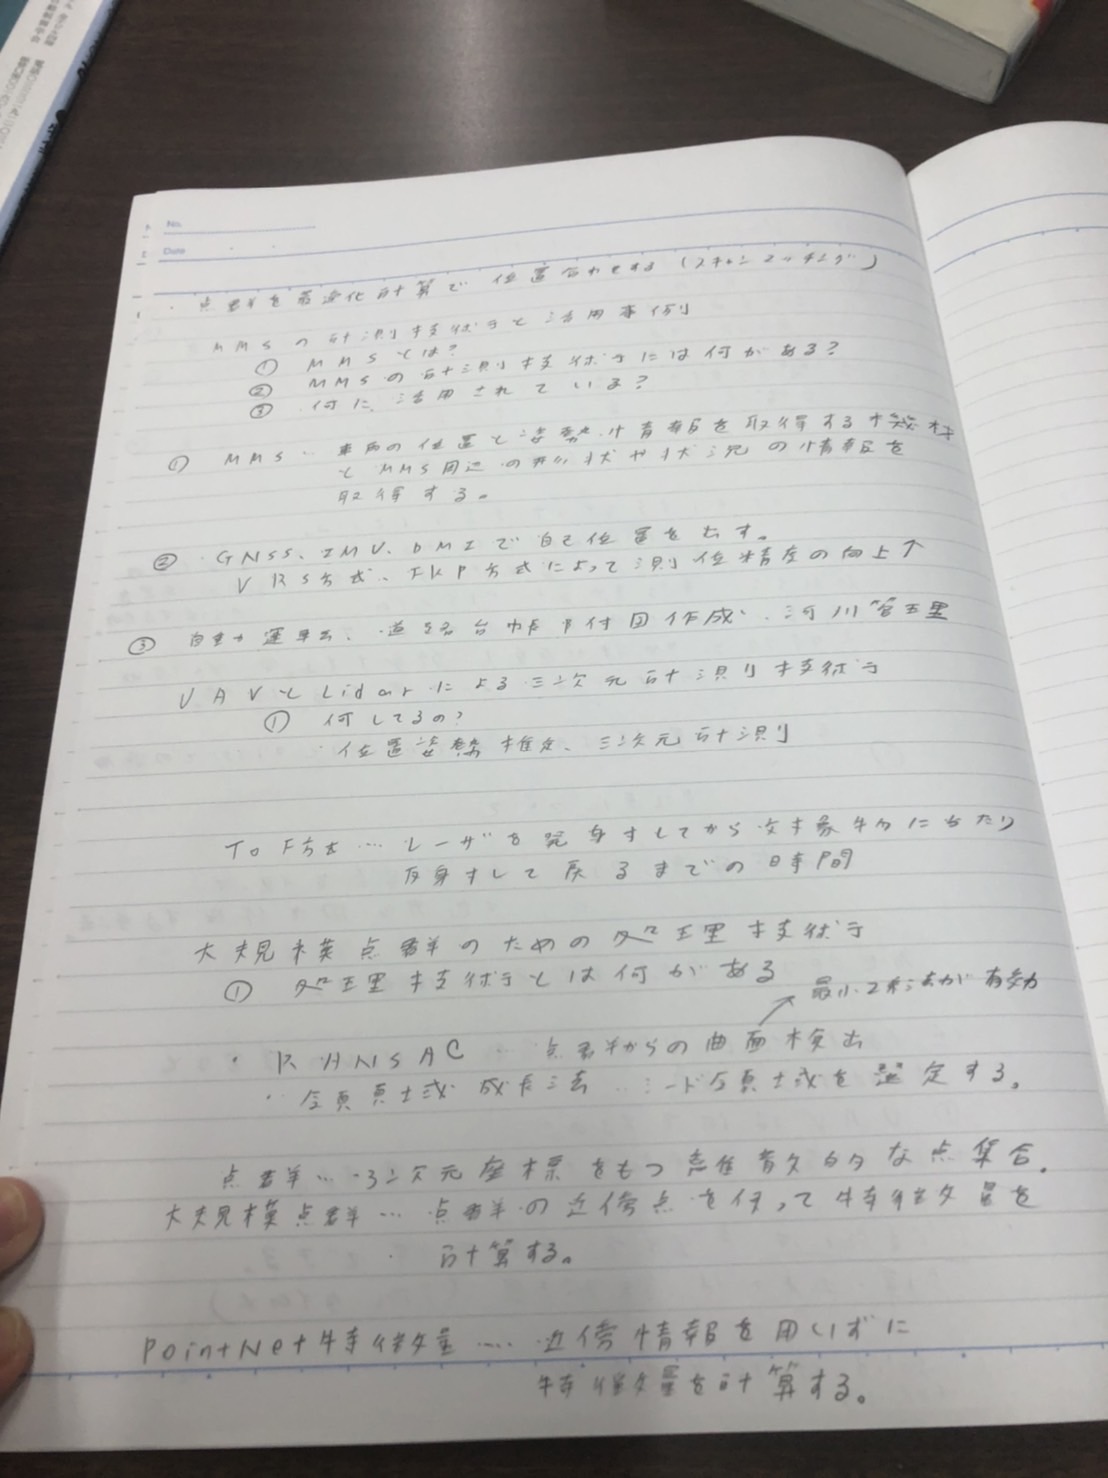 No.
Date
・点群を最適化計算で位置合わせする(スキャンマッチング)
MMSの計測技術と活用事例
① MMSとは?
② MMSの計測技術には何がある?
③ 何に活用されている?
① MMS… 車両の位置と姿勢情報を取得する機材
とMMS周辺の形状や状況の情報を
取得する。
② GNSS、IMU、DMIで自己位置を出す。
VRS方式、FKP方式によって測位精度の向上↑
③ 自動運転、道路台帳附図作成、河川管理
UAVとLidarによる三次元計測技術
① 何してるの?
・位置姿勢推定、三次元計測
ToF方式… レーザを発射してから対象物に当たり
反射して戻るまでの時間
大規模点群のための処理技術
① 処理技術とは何がある
最小2乗法が有効
・RANSAC … 点群からの曲面検出
・領域成長法… シード領域を選定する。
点群…3次元座標をもつ離散的な点集合。
大規模点群… 点群の近傍点を使って特徴量を
計算する。
PointNet特徴量…. 近傍情報を用いずに
特徴量を計算する。